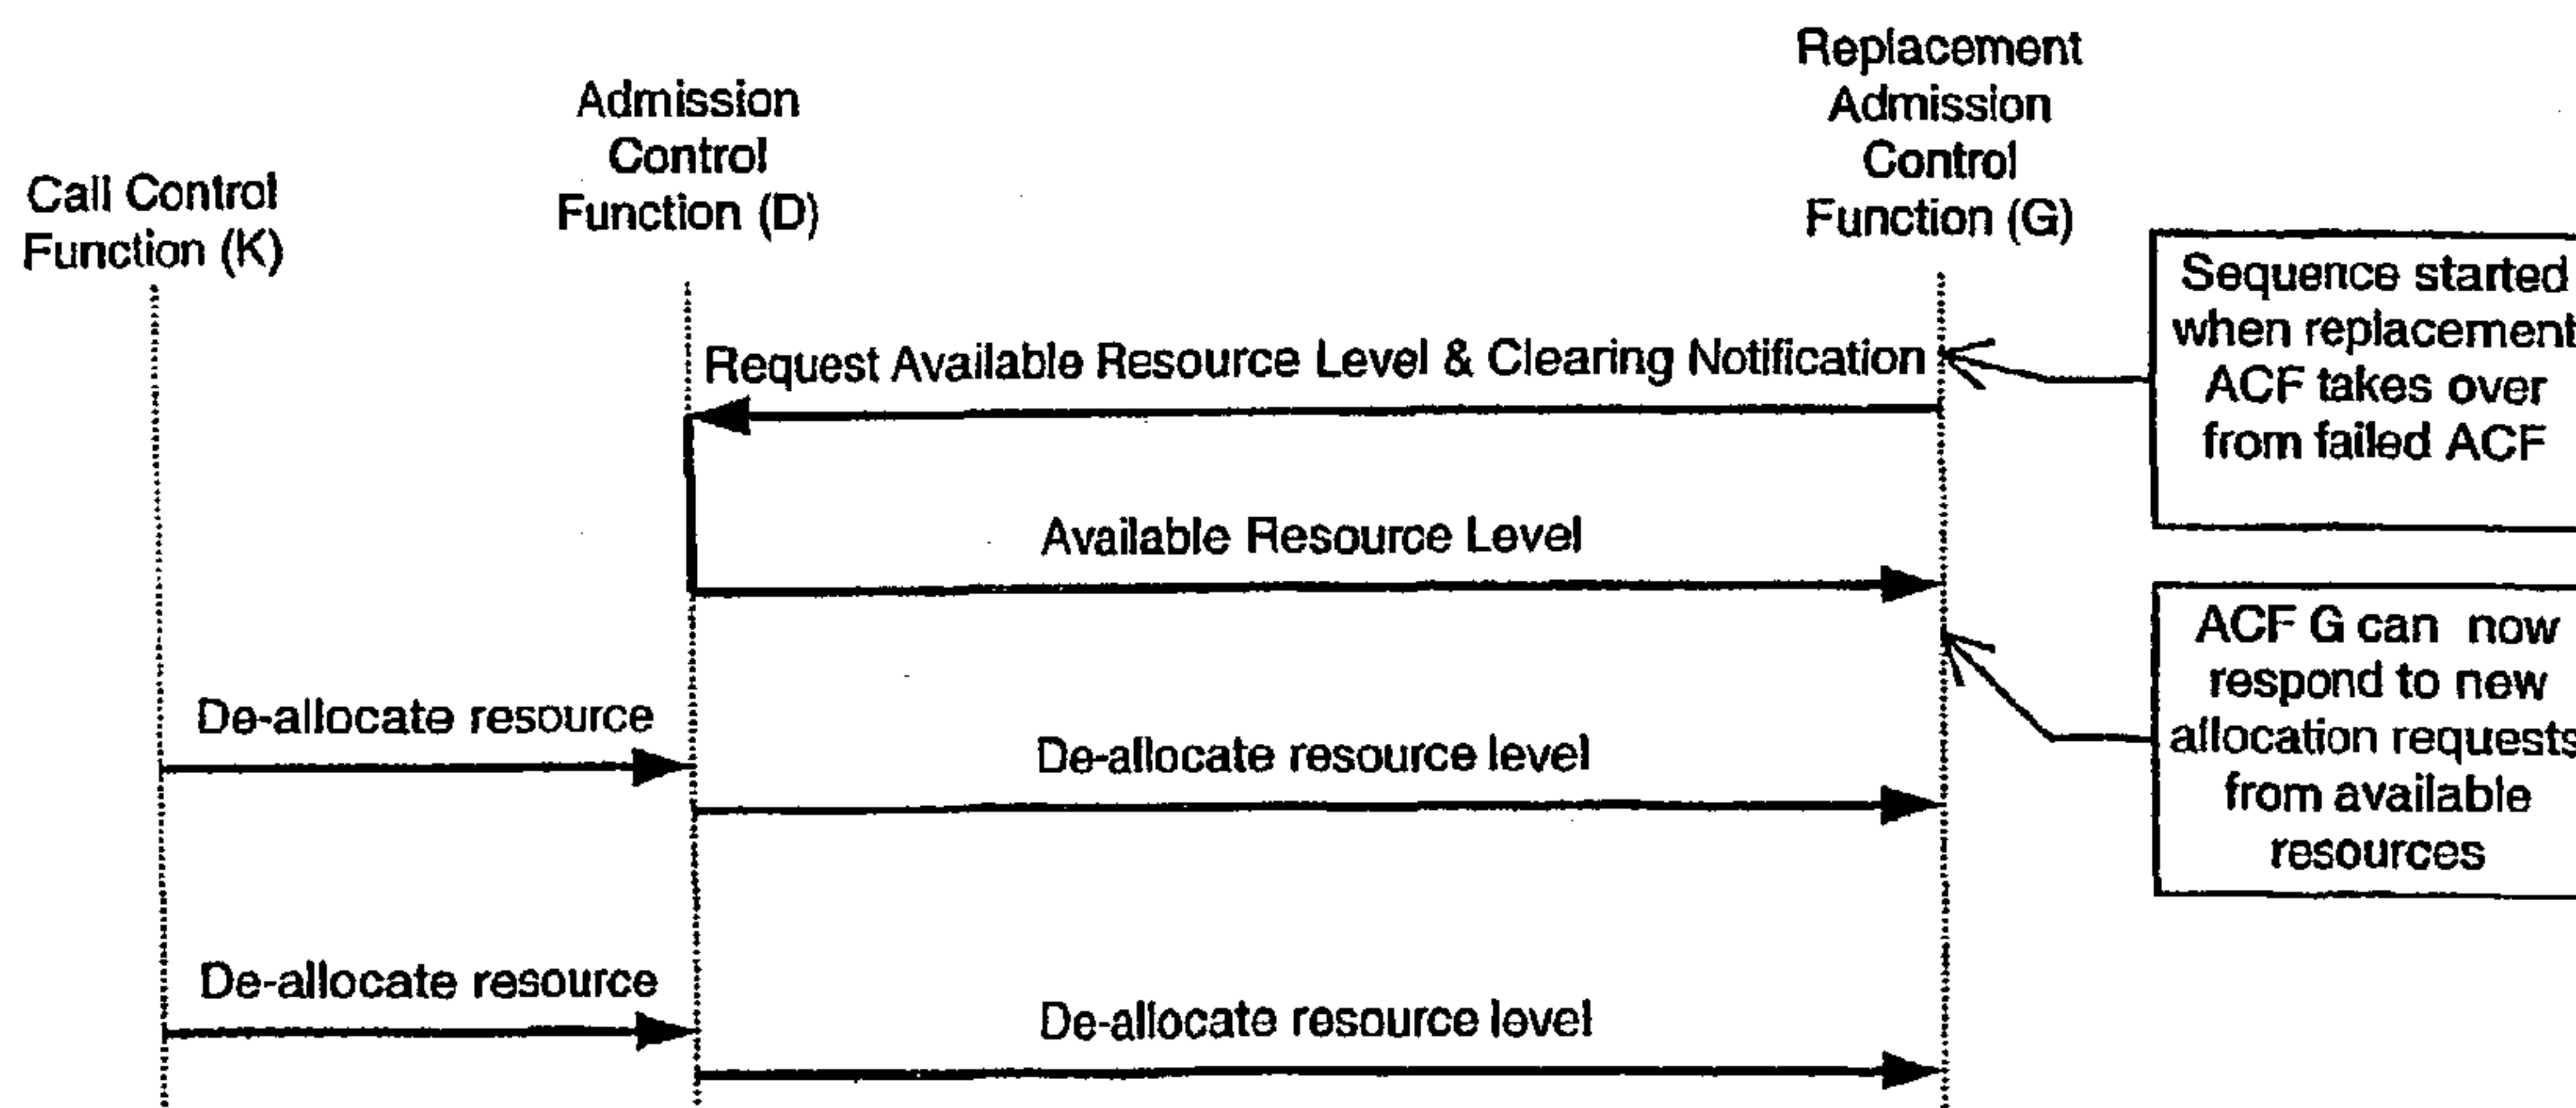 Replacement
Admission
Control
Function (G)
Admission
Control
Function (D)
Call Control
Function (K)
Sequence started
when replacement
ACF takes over
from failed ACF
Request Available Resource Level & Clearing Notification
Available Resource Level
ACF G can now
respond to new
allocation requests
from available
resources
De-allocate resource
De-allocate resource level
De-allocate resource
De-allocate resource level